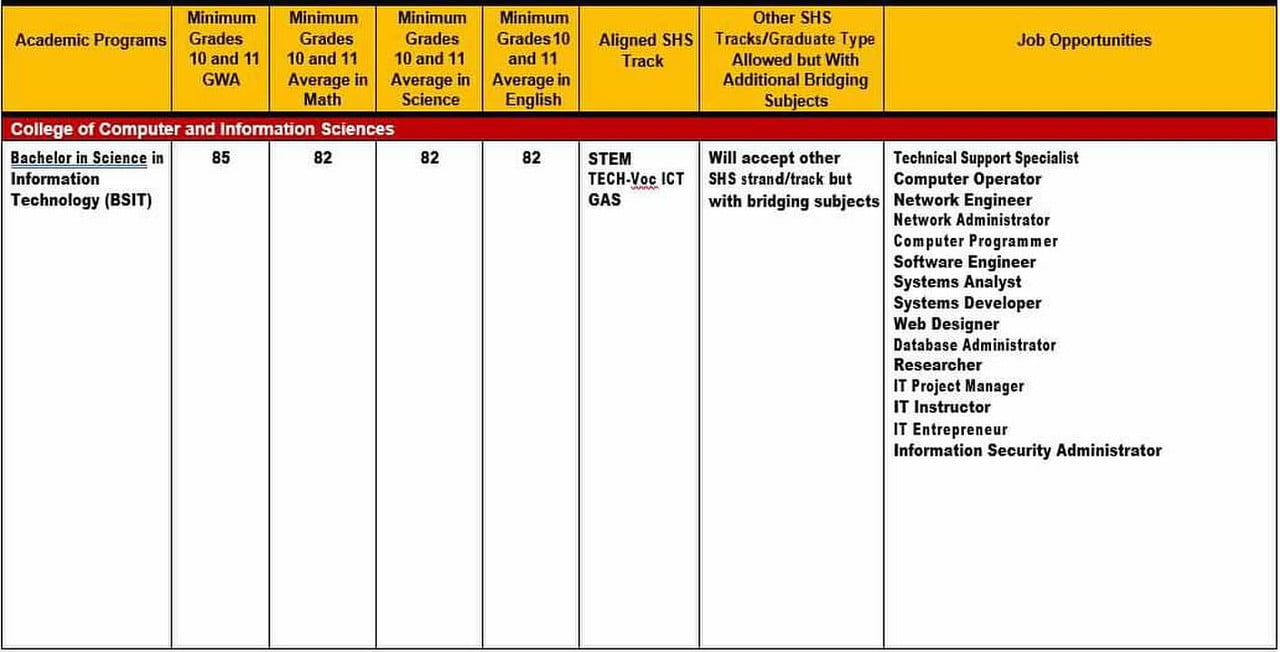 Academic Programs
Minimum
Grades
10 and 11
GWA
Minimum
Grades
10 and 11
Average in
Math
Minimum
Grades
10 and 11
Average in
Science
Minimum
Grades 10
and 11
Average in
English
Aligned SHS
Track
Other SHS
Tracks/Graduate Type
Allowed but With
Additional Bridging
Subjects
Job Opportunities
College of Computer and Information Sciences
Bachelor in Science in
Information
Technology (BSIT)
85
82
82
82
STEM
TECH-Voc ICT
GAS
Will accept other
SHS strand/track but
with bridging subjects
Technical Support Specialist
Computer Operator
Network Engineer
Network Administrator
Computer Programmer
Software Engineer
Systems Analyst
Systems Developer
Web Designer
Database Administrator
Researcher
IT Project Manager
IT Instructor
IT Entrepreneur
Information Security Administrator